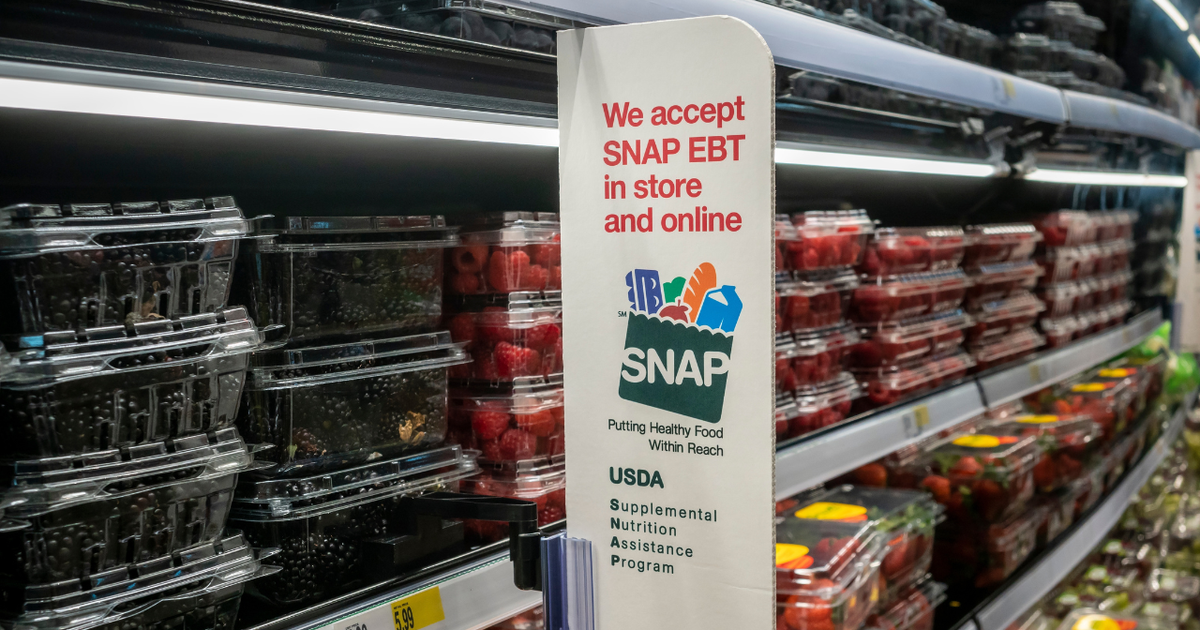 We accept
SNAP EBT
in store
and online
SM
SNAP
Putting Healthy Food
Within Reach
USDA
Supplemental
Nutrition
Assistance
Program
5.99